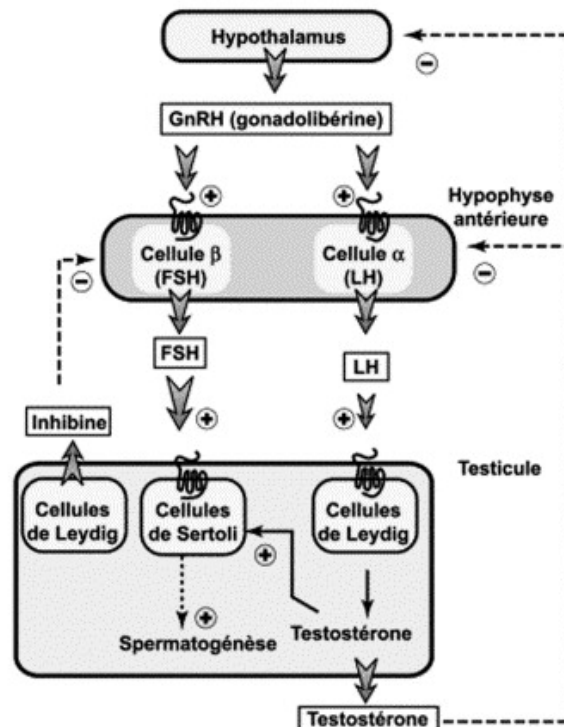 Hypothalamus
−
GnRH (gonadolibérine)
+
+
Hypophyse
antérieure
Cellule β
(FSH)
Cellule α
(LH)
−
−
FSH
LH
+
+
Inhibine
Testicule
Cellules
de Leydig
Cellules
de Sertoli
Cellules
de Leydig
+
+
Spermatogénèse
Testostérone
Testostérone